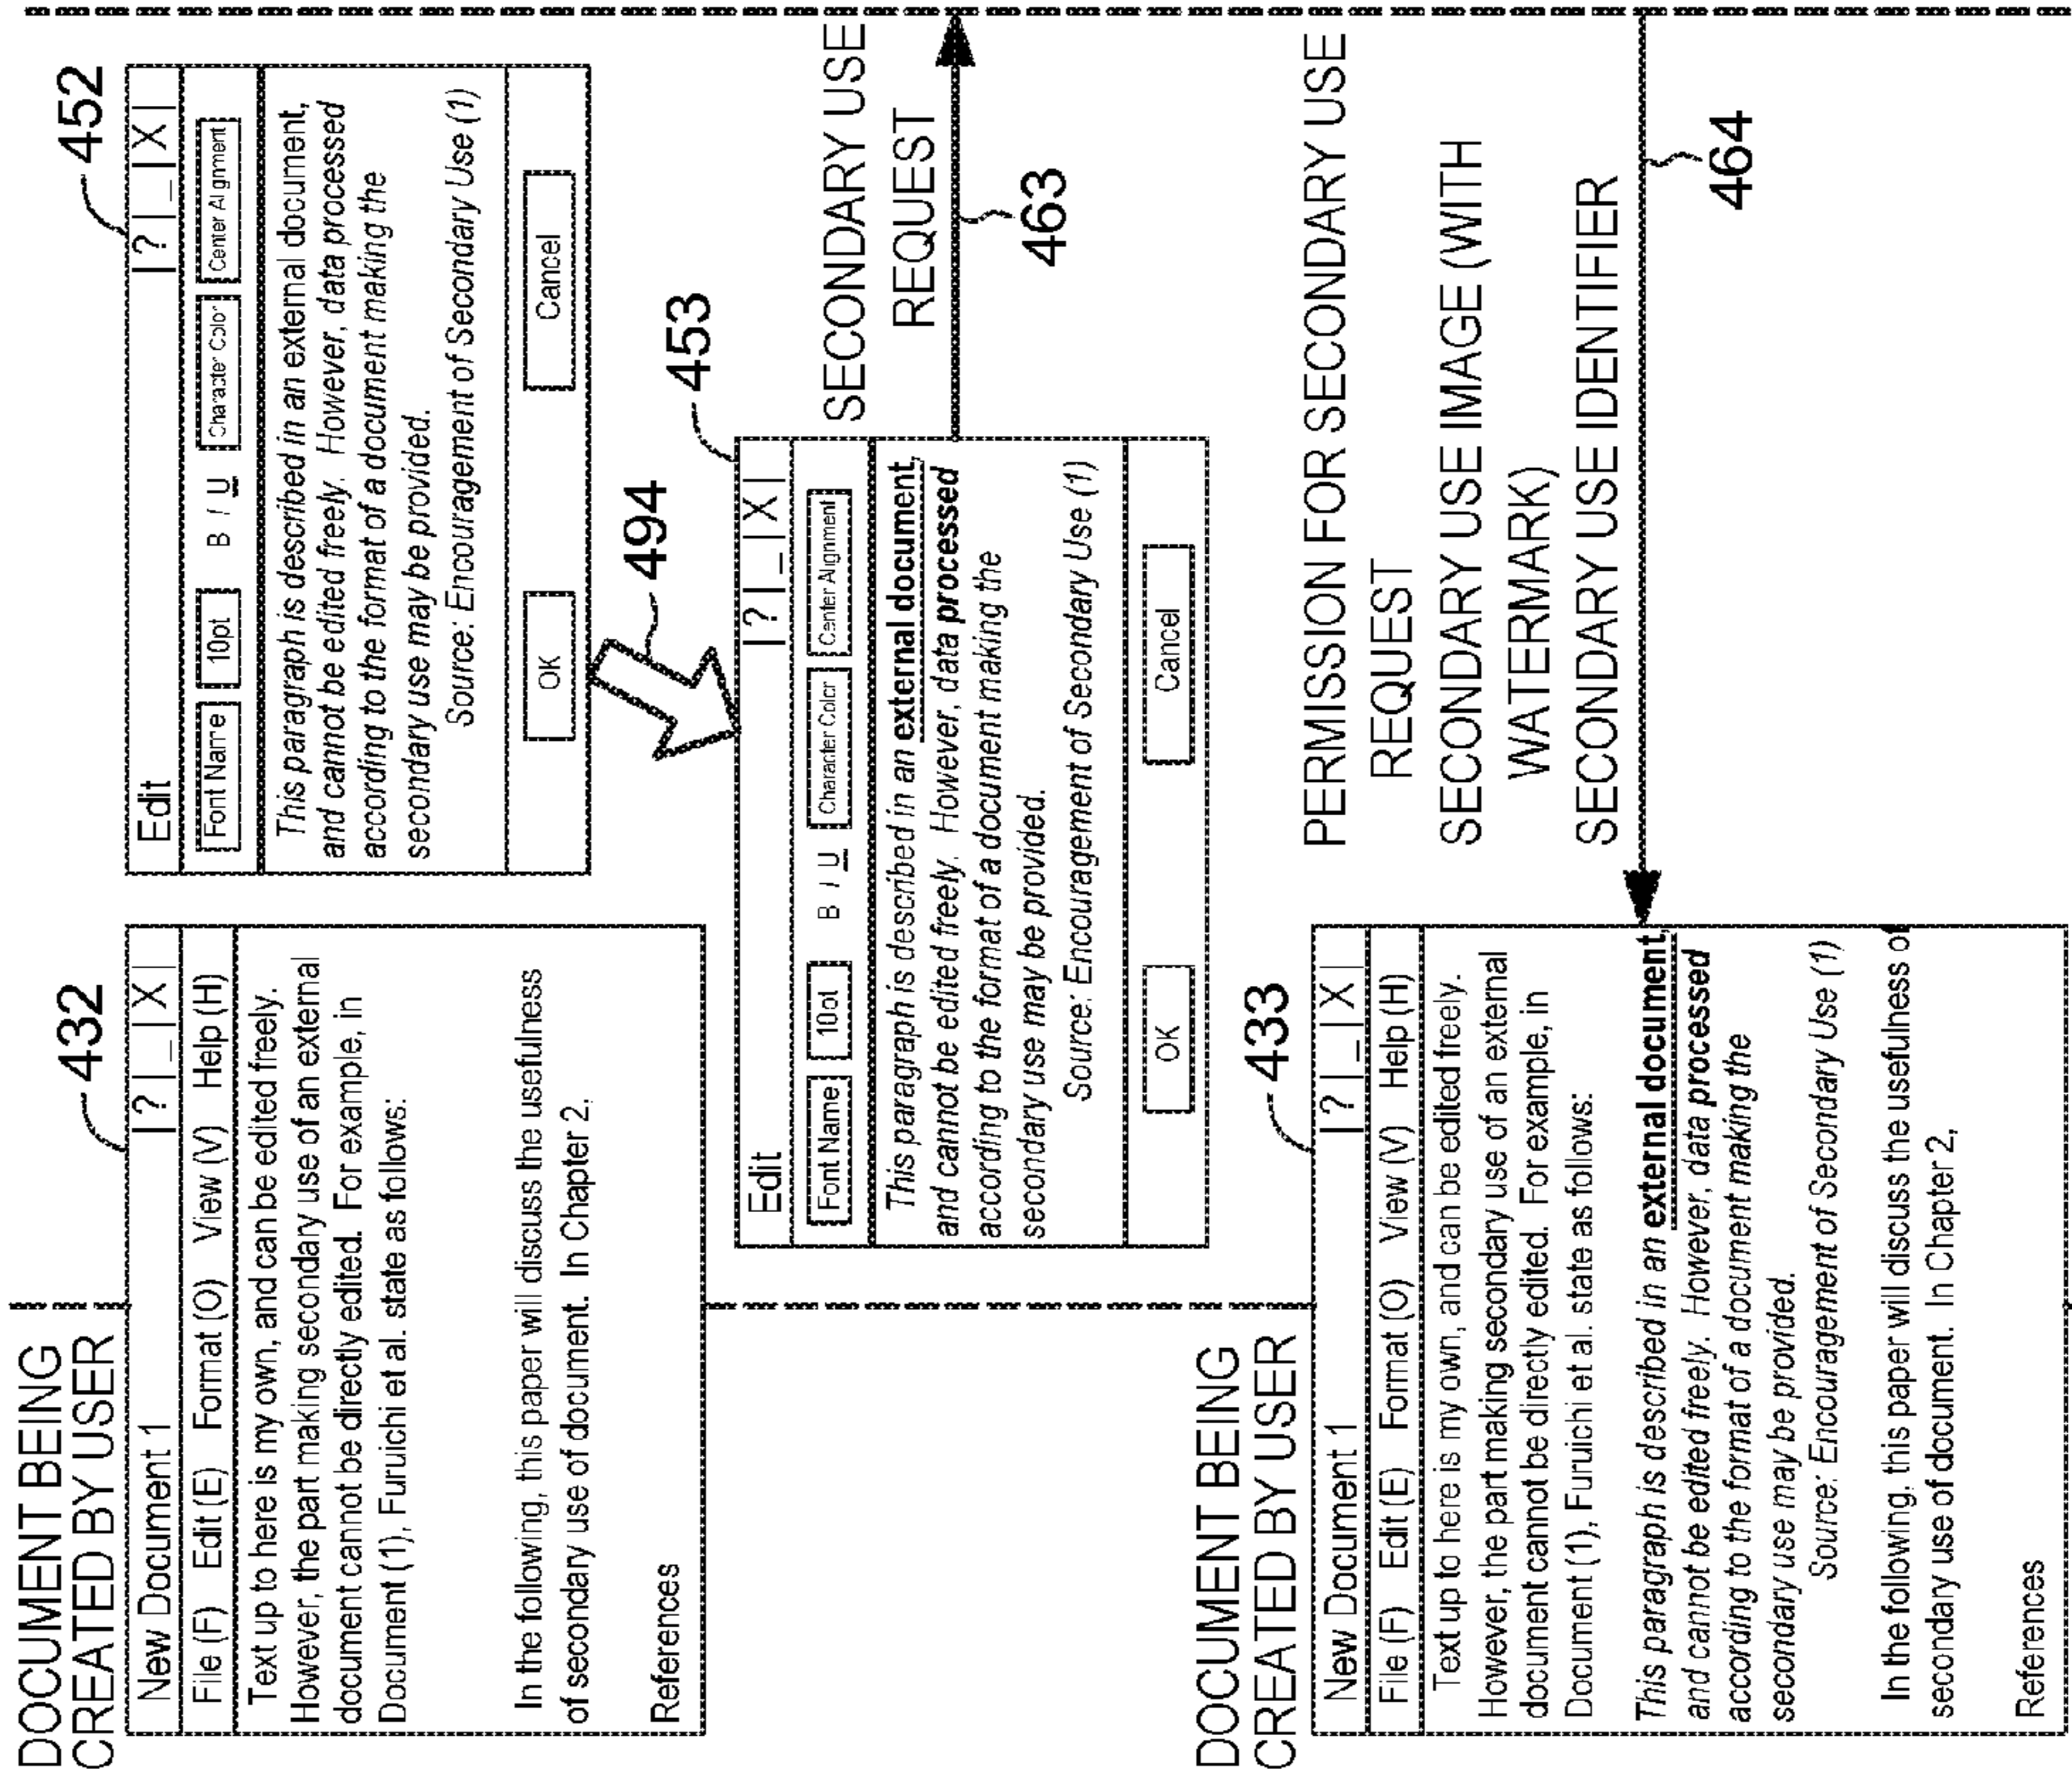 DOCUMENT BEING
CREATED BY USER
432
New Document 1 | ? | _ | X |
File (F) Edit (E) Format (O) View (V) Help (H)
Text up to here is my own, and can be edited freely.
However, the part making secondary use of an external
document cannot be directly edited. For example, in
Document (1), Furuichi et al. state as follows:
In the following, this paper will discuss the usefulness
of secondary use of document. In Chapter 2,
References
452
Edit | ? | _ | X |
Font Name 10pt B I U Character Color Center Alignment
This paragraph is described in an external document,
and cannot be edited freely. However, data processed
according to the format of a document making the
secondary use may be provided.
Source: Encouragement of Secondary Use (1)
OK Cancel
494
453
Edit | ? | _ | X |
Font Name 10pt B I U Character Color Center Alignment
This paragraph is described in an external document,
and cannot be edited freely. However, data processed
according to the format of a document making the
secondary use may be provided.
Source: Encouragement of Secondary Use (1)
OK Cancel
SECONDARY USE
REQUEST
463
DOCUMENT BEING
CREATED BY USER
433
New Document 1 | ? | _ | X |
File (F) Edit (E) Format (O) View (V) Help (H)
Text up to here is my own, and can be edited freely.
However, the part making secondary use of an external
document cannot be directly edited. For example, in
Document (1), Furuichi et al. state as follows:
This paragraph is described in an external document,
and cannot be edited freely. However, data processed
according to the format of a document making the
secondary use may be provided.
Source: Encouragement of Secondary Use (1)
In the following, this paper will discuss the usefulness of
secondary use of document. In Chapter 2,
References
PERMISSION FOR SECONDARY USE
REQUEST
SECONDARY USE IMAGE (WITH
WATERMARK)
SECONDARY USE IDENTIFIER
464